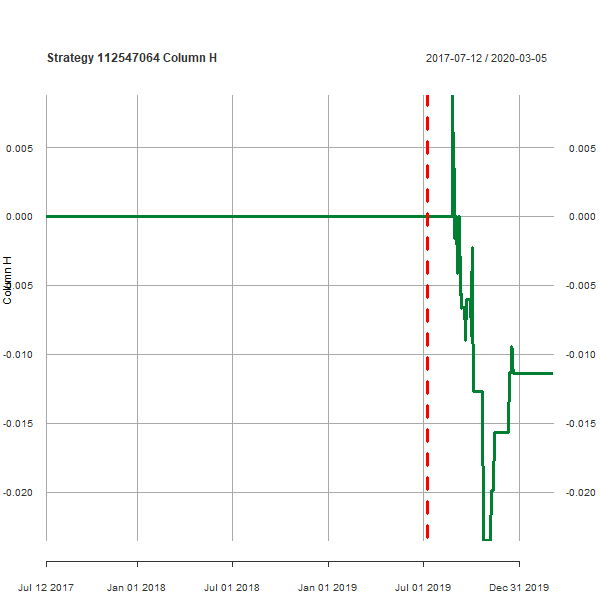 Strategy 112547064 Column H
2017-07-12 / 2020-03-05
0.005 0.005
0.000 0.000
-0.005 -0.005
-0.010 -0.010
-0.015 -0.015
-0.020 -0.020
Column H
Jul 12 2017 Jan 01 2018 Jul 01 2018 Jan 01 2019 Jul 01 2019 Dec 31 2019